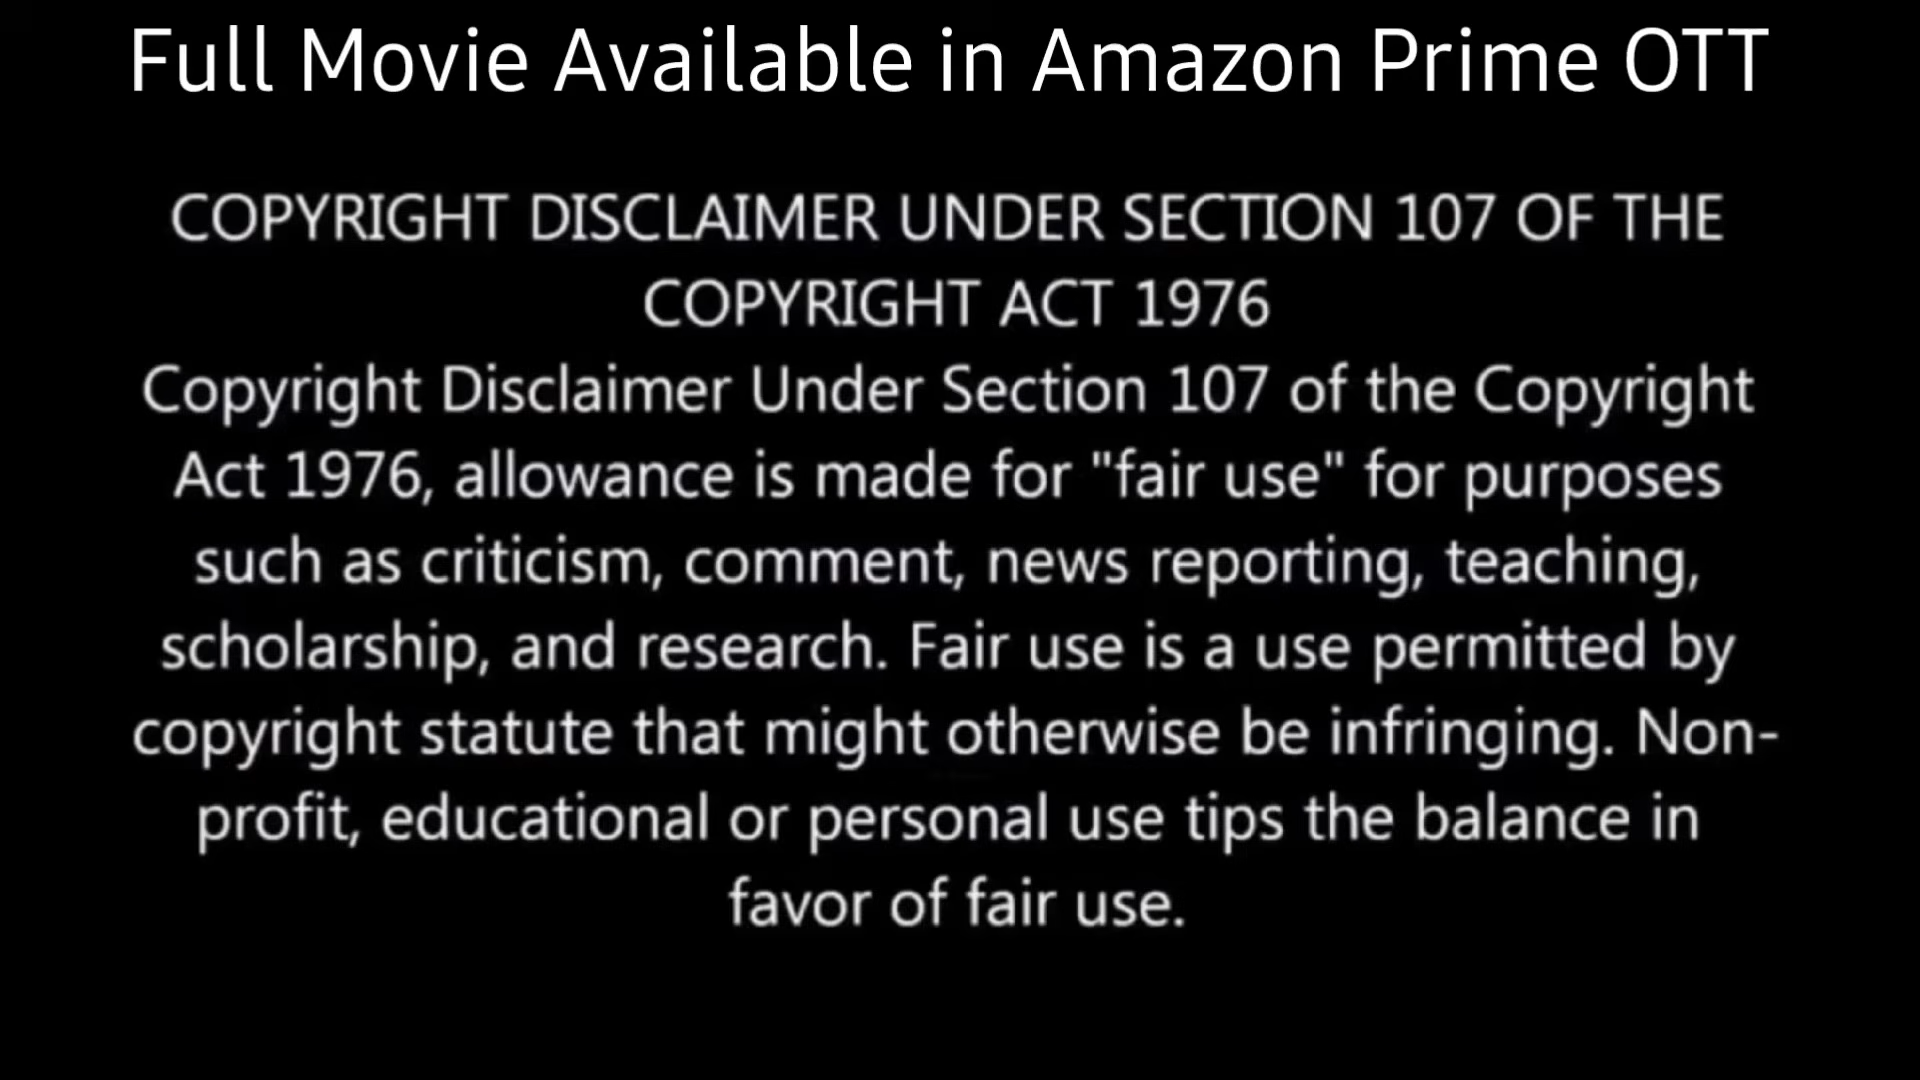 Full Movie Available in Amazon Prime OTT
COPYRIGHT DISCLAIMER UNDER SECTION 107 OF THE
COPYRIGHT ACT 1976
Copyright Disclaimer Under Section 107 of the Copyright
Act 1976, allowance is made for "fair use" for purposes
such as criticism, comment, news reporting, teaching,
scholarship, and research. Fair use is a use permitted by
copyright statute that might otherwise be infringing. Non-
profit, educational or personal use tips the balance in
favor of fair use.